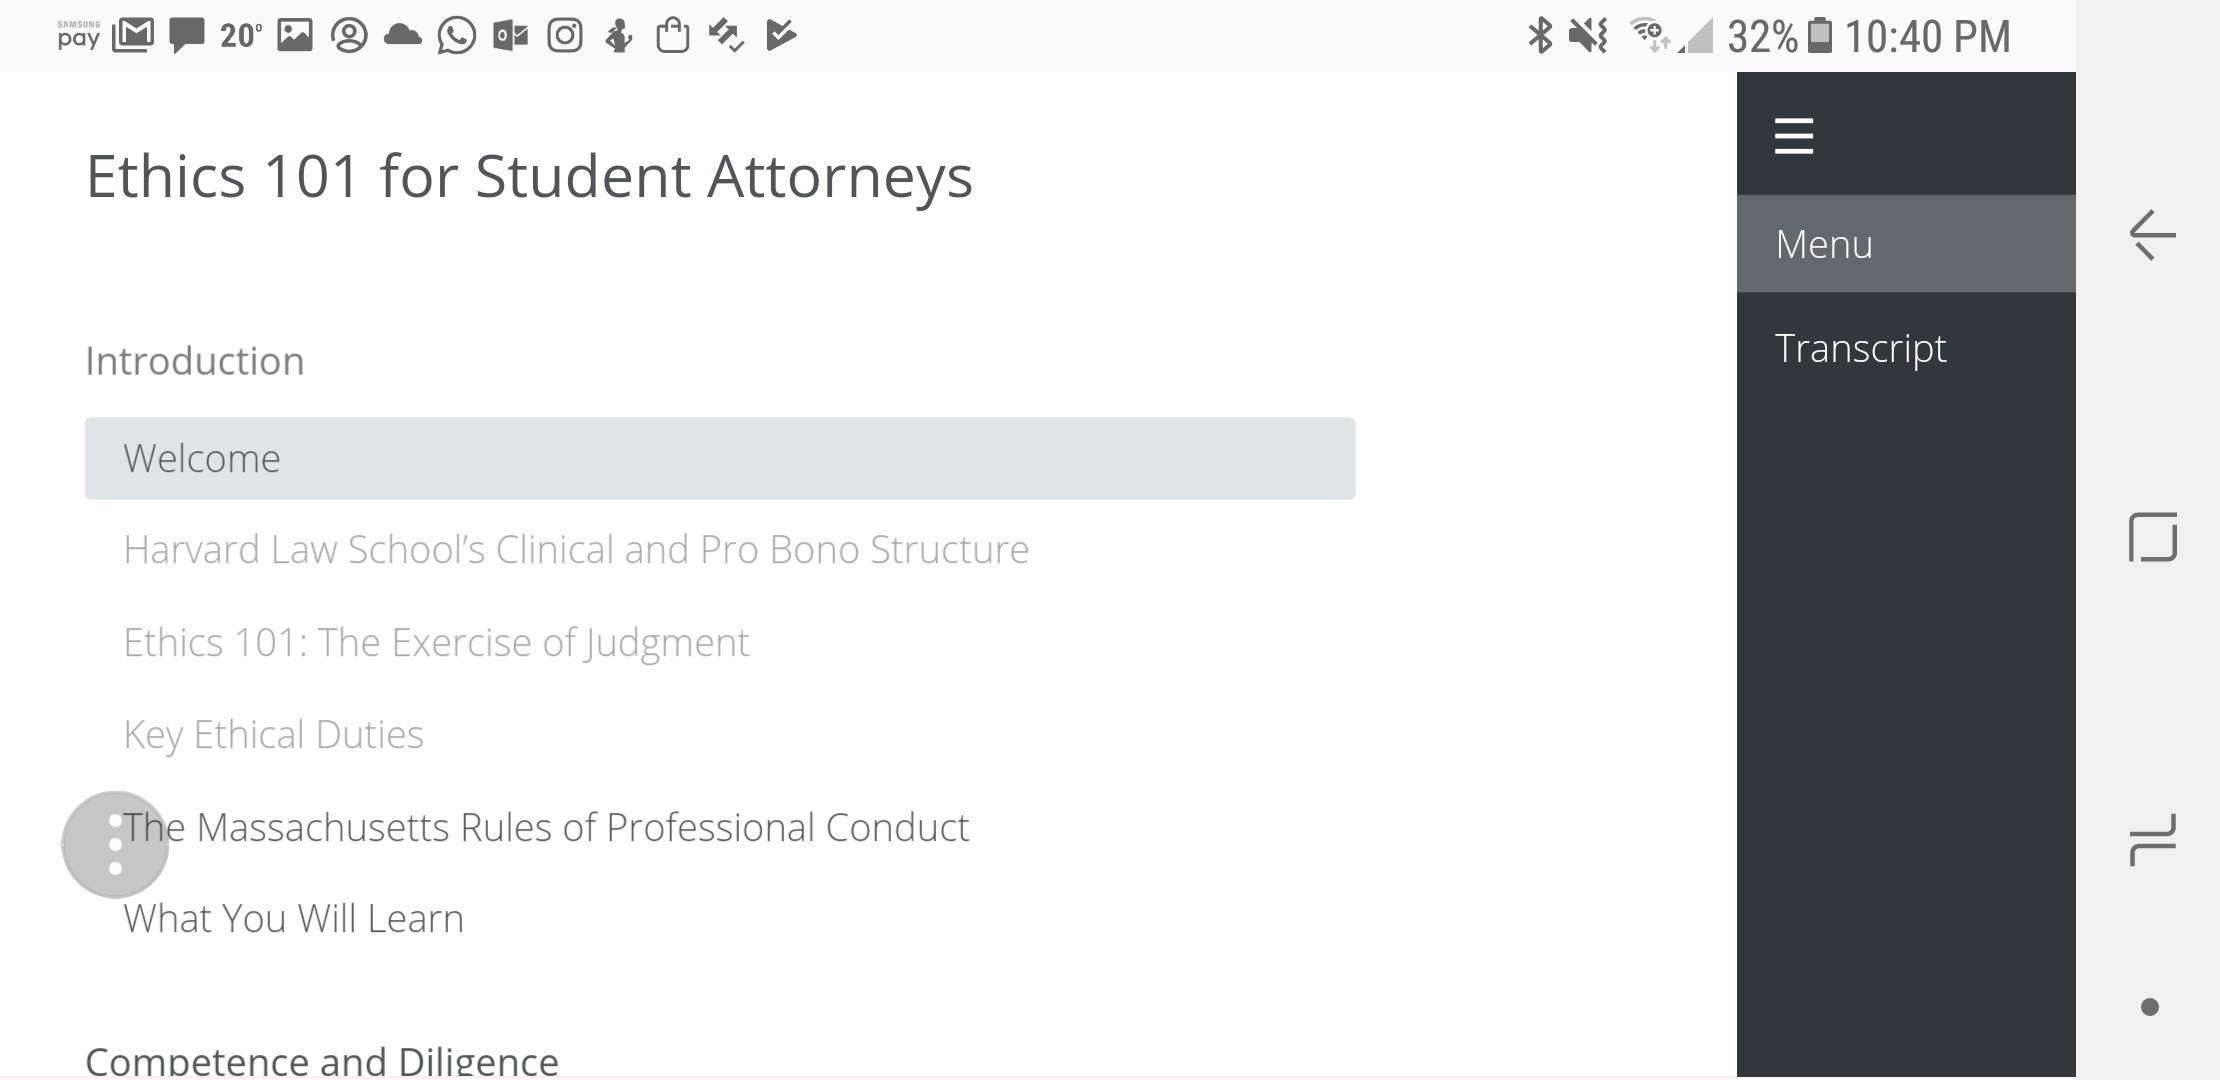 SAMSUNG
pay 20° 32% 10:40 PM
Ethics 101 for Student Attorneys
Menu
Transcript
Introduction
Welcome
Harvard Law School’s Clinical and Pro Bono Structure
Ethics 101: The Exercise of Judgment
Key Ethical Duties
The Massachusetts Rules of Professional Conduct
What You Will Learn
Competence and Diligence